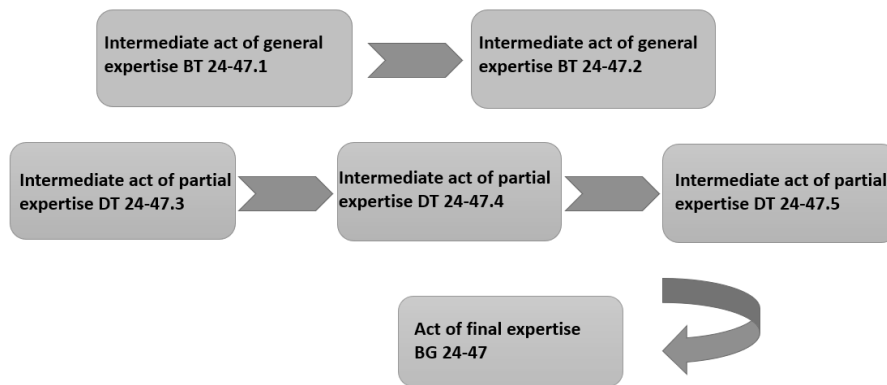 Intermediate act of general
expertise BT 24-47.1
Intermediate act of general
expertise BT 24-47.2
Intermediate act of partial
expertise DT 24-47.3
Intermediate act of partial
expertise DT 24-47.4
Intermediate act of partial
expertise DT 24-47.5
Act of final expertise
BG 24-47